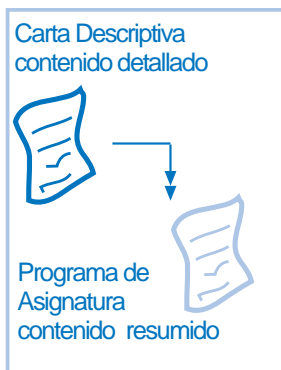 Carta Descriptiva
contenido detallado
Programa de
Asignatura
contenido resumido